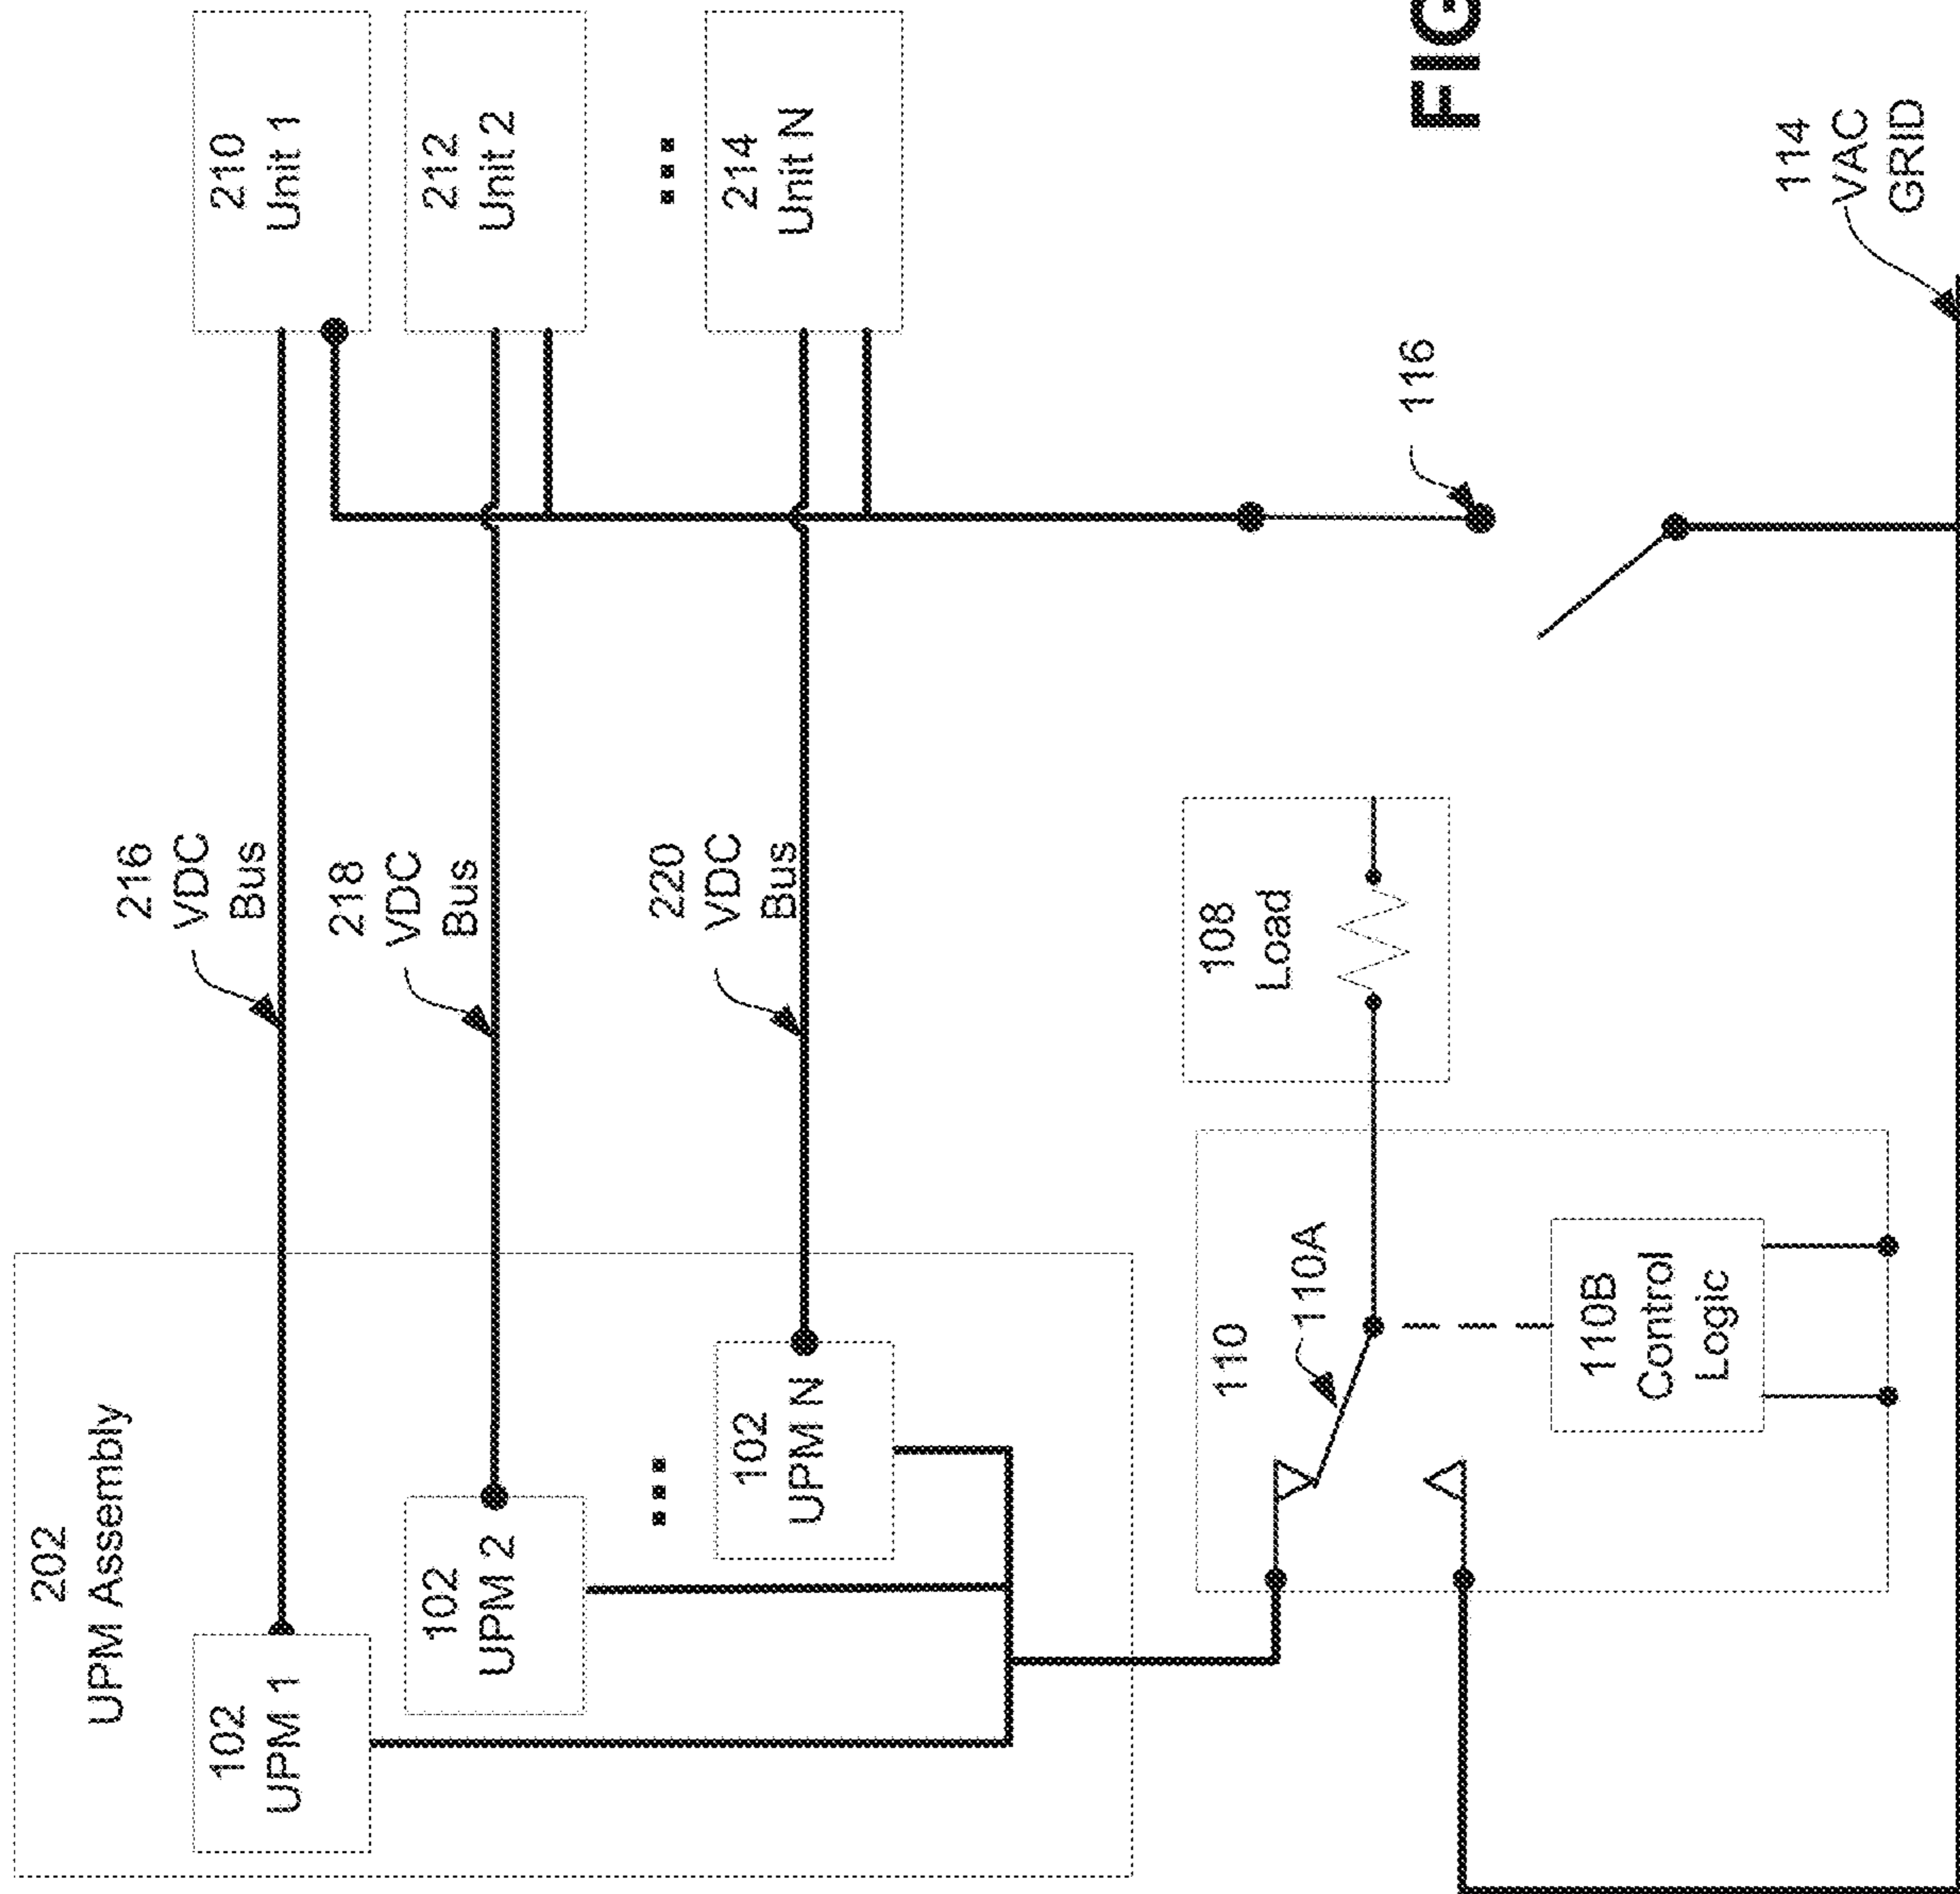 202
UPM Assembly
216
VDC
Bus
102
UPM 1
210
Unit 1
218
VDC
Bus
102
UPM 2
212
Unit 2
...
...
220
VDC
Bus
102
UPM N
214
Unit N
110
110A
108
Load
116
FIG
110B
Control
Logic
114
VAC
GRID